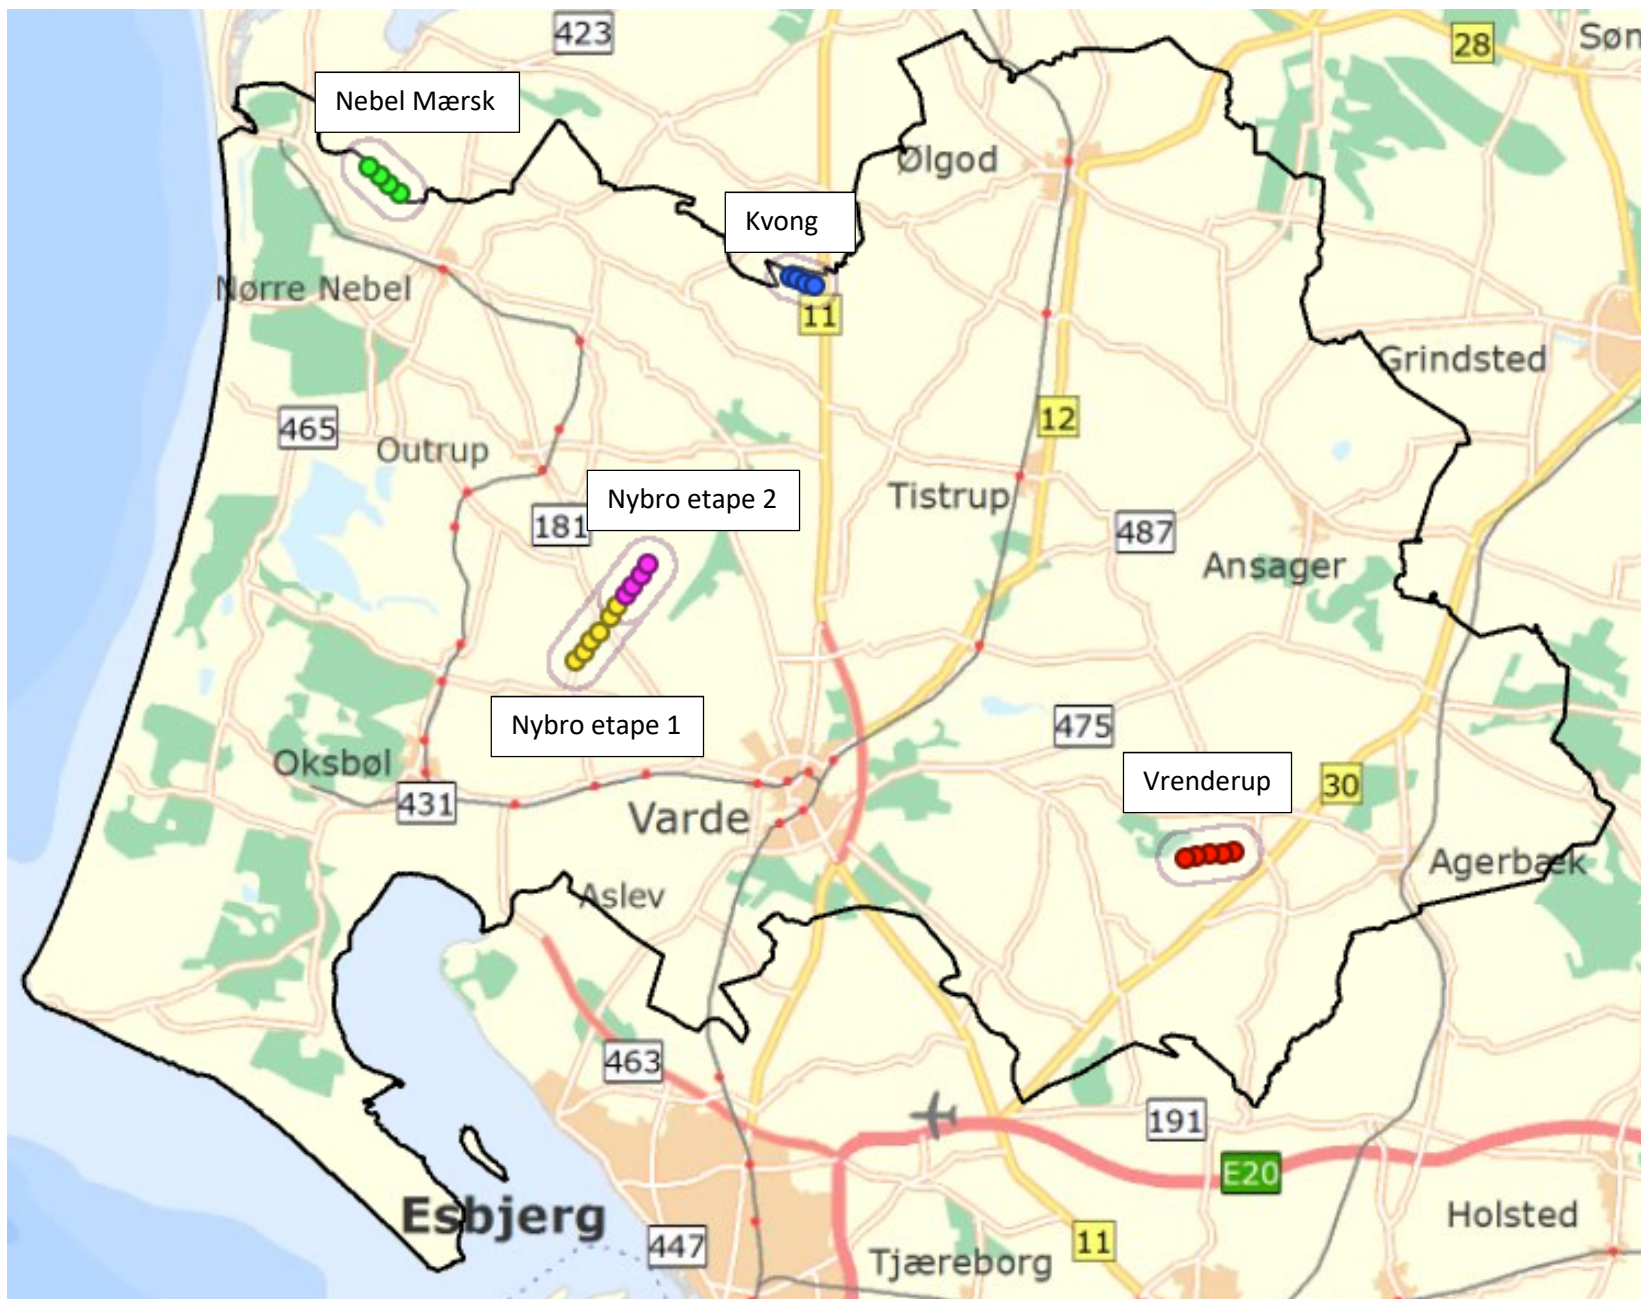 423
28
Søn
Nebel Mærsk
Ølgod
Kvong
Nørre Nebel
11
Grindsted
465
12
Outrup
Nybro etape 2
Tistrup
181
487
Ansager
Nybro etape 1
475
Oksbøl
Vrenderup
30
431
Varde
Agerbæk
Aslev
463
191
E20
Esbjerg
Holsted
447
11
Tjæreborg